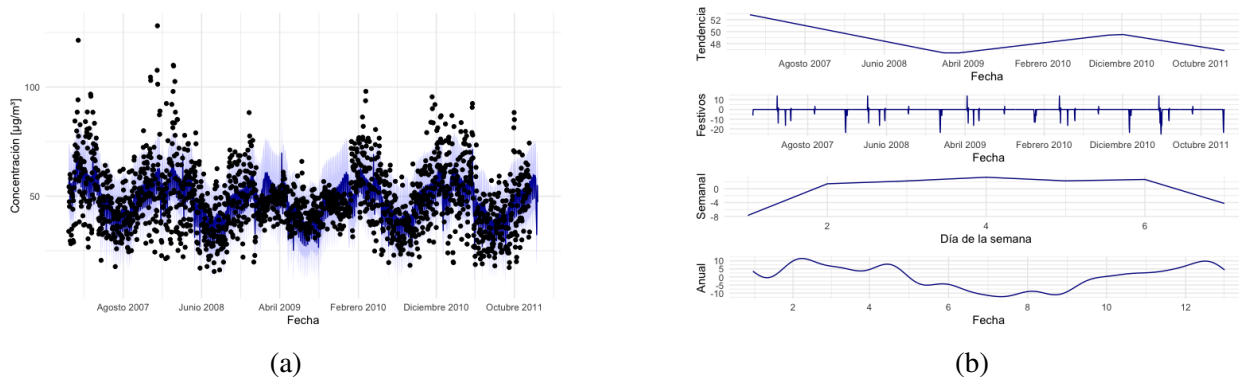 Concentración [µg/m³]
100
50
Agosto 2007 Junio 2008 Abril 2009 Febrero 2010 Diciembre 2010 Octubre 2011
Fecha
(a)
Tendencia
52
50
48
Agosto 2007 Junio 2008 Abril 2009 Febrero 2010 Diciembre 2010 Octubre 2011
Fecha
Festivos
10
0
-10
-20
Agosto 2007 Junio 2008 Abril 2009 Febrero 2010 Diciembre 2010 Octubre 2011
Fecha
Semanal
0
-4
-8
2 4 6
Día de la semana
Anual
10
5
0
-5
-10
2 4 6 8 10 12
Fecha
(b)